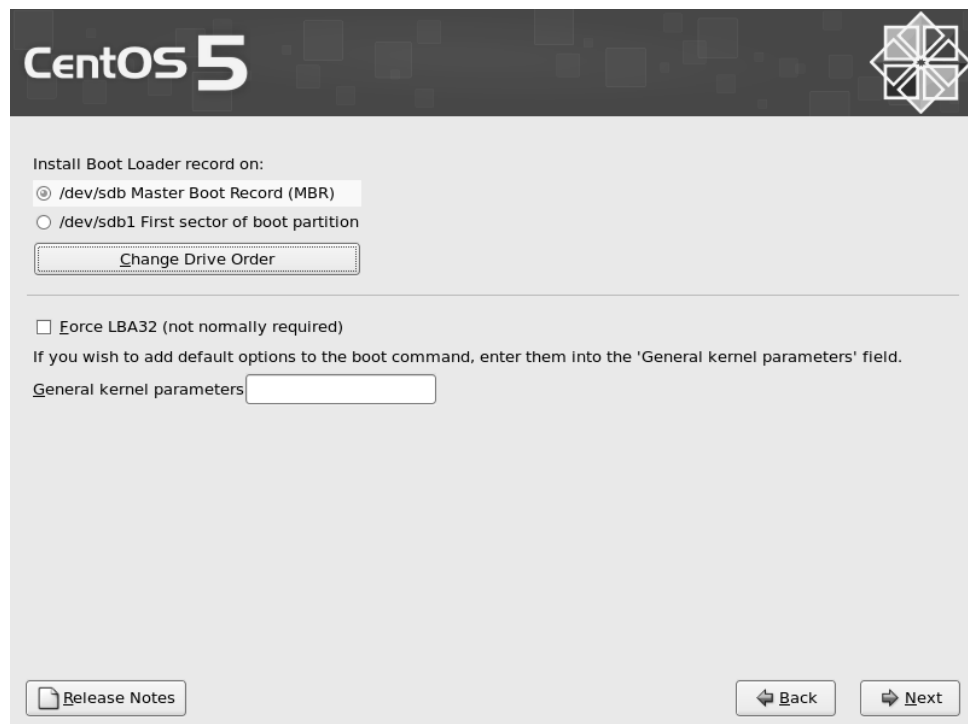 CentOS 5
Install Boot Loader record on:
/dev/sdb Master Boot Record (MBR)
/dev/sdb1 First sector of boot partition
Change Drive Order
Force LBA32 (not normally required)
If you wish to add default options to the boot command, enter them into the 'General kernel parameters' field.
General kernel parameters
Release Notes
Back
Next